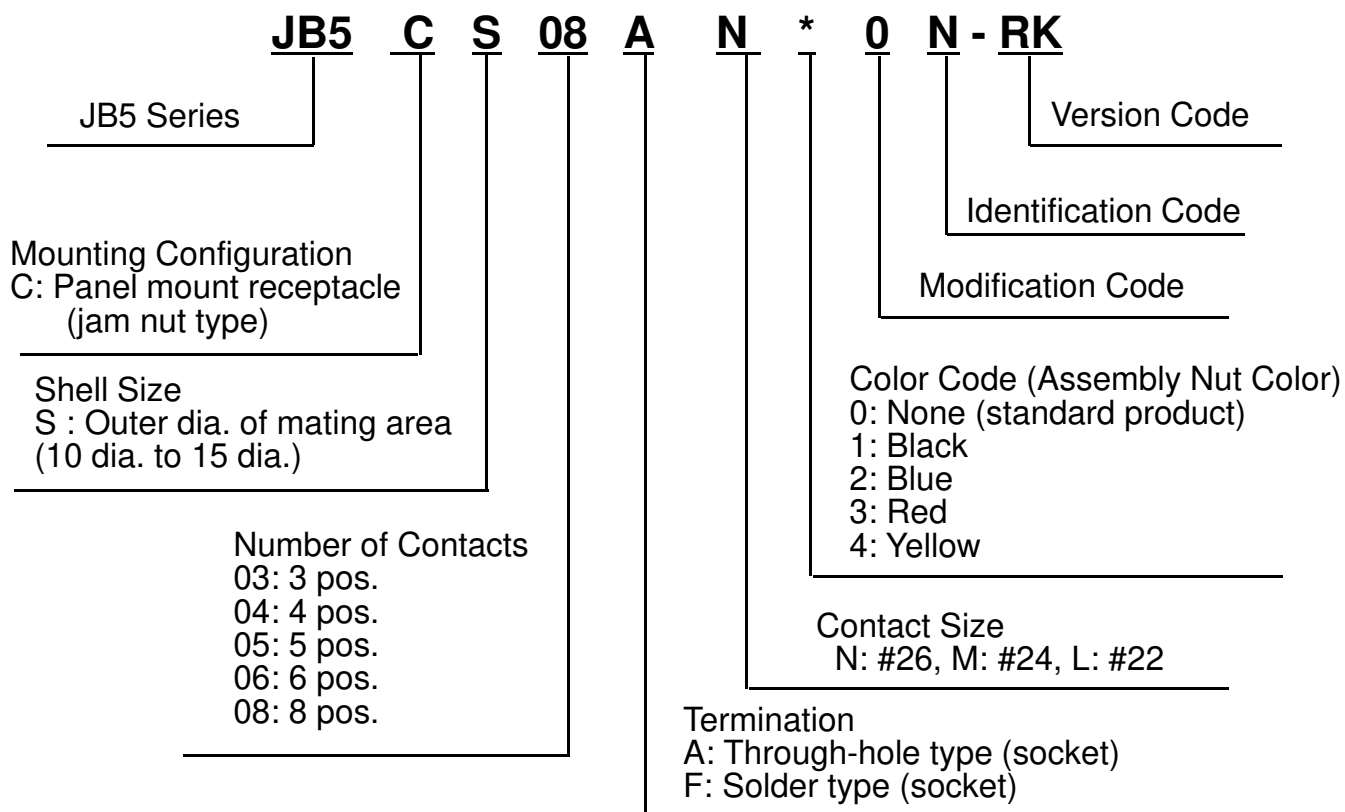 JB5 C S 08 A N * 0 N - RK
JB5 Series
Version Code
Identification Code
Mounting Configuration
C: Panel mount receptacle
(jam nut type)
Modification Code
Shell Size
S : Outer dia. of mating area
(10 dia. to 15 dia.)
Color Code (Assembly Nut Color)
0: None (standard product)
1: Black
2: Blue
3: Red
4: Yellow
Number of Contacts
03: 3 pos.
04: 4 pos.
05: 5 pos.
06: 6 pos.
08: 8 pos.
Contact Size
N: #26, M: #24, L: #22
Termination
A: Through-hole type (socket)
F: Solder type (socket)